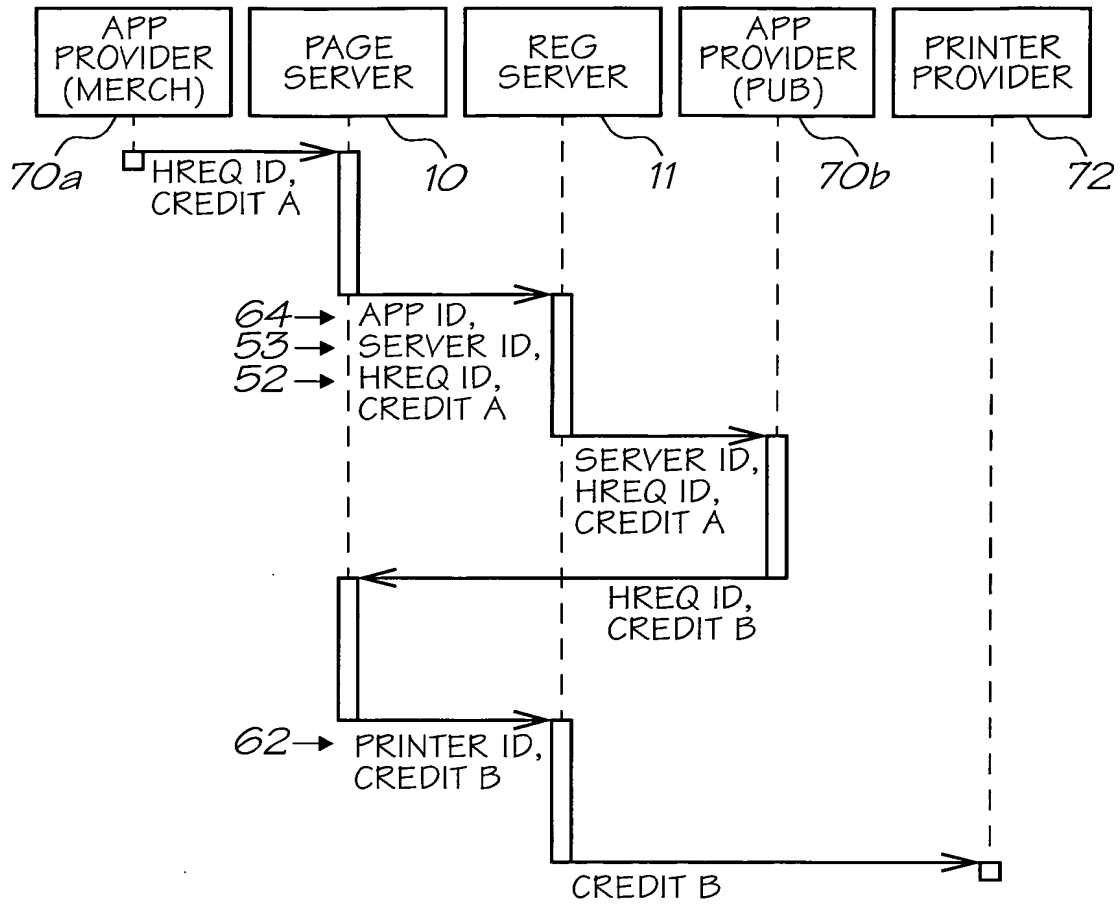 APP
PROVIDER
(MERCH)
PAGE
SERVER
REG
SERVER
APP
PROVIDER
(PUB)
PRINTER
PROVIDER
70a
10
11
70b
72
HREQ ID,
CREDIT A
64
APP ID,
53
SERVER ID,
52
HREQ ID,
CREDIT A
SERVER ID,
HREQ ID,
CREDIT A
HREQ ID,
CREDIT B
62
PRINTER ID,
CREDIT B
CREDIT B